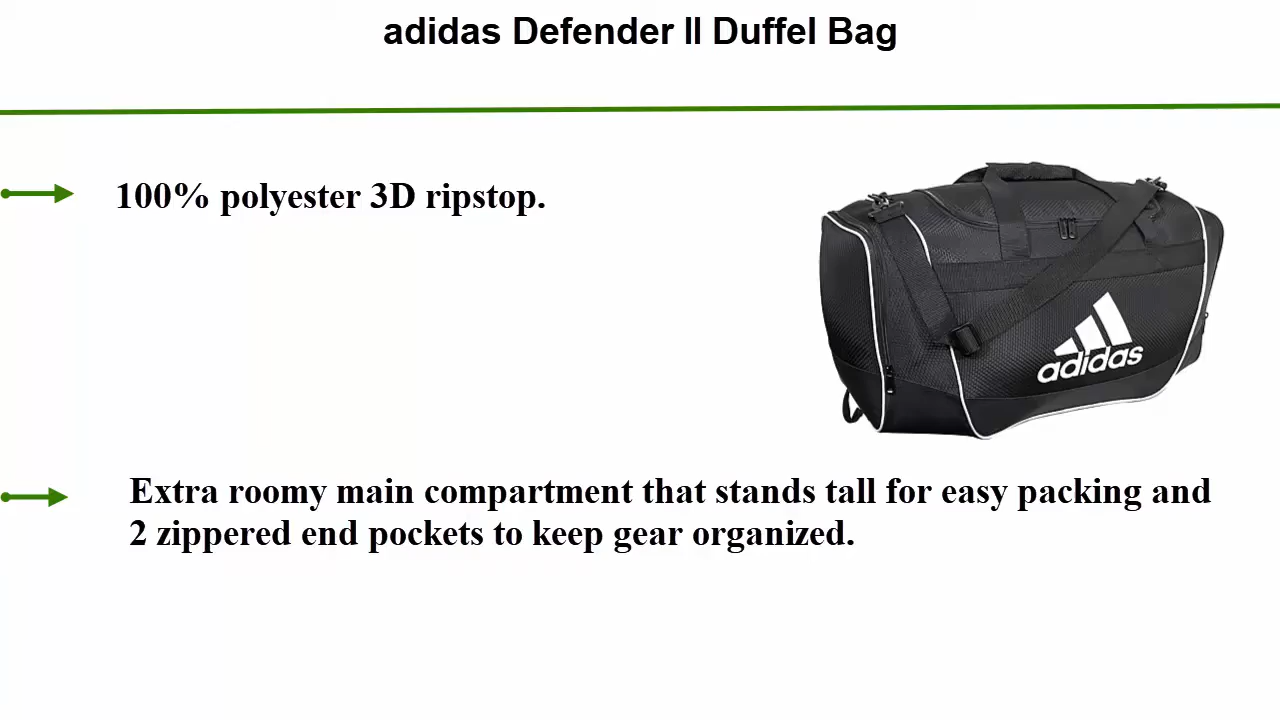 adidas Defender II Duffel Bag
100% polyester 3D ripstop.
adidas
Extra roomy main compartment that stands tall for easy packing and
2 zippered end pockets to keep gear organized.